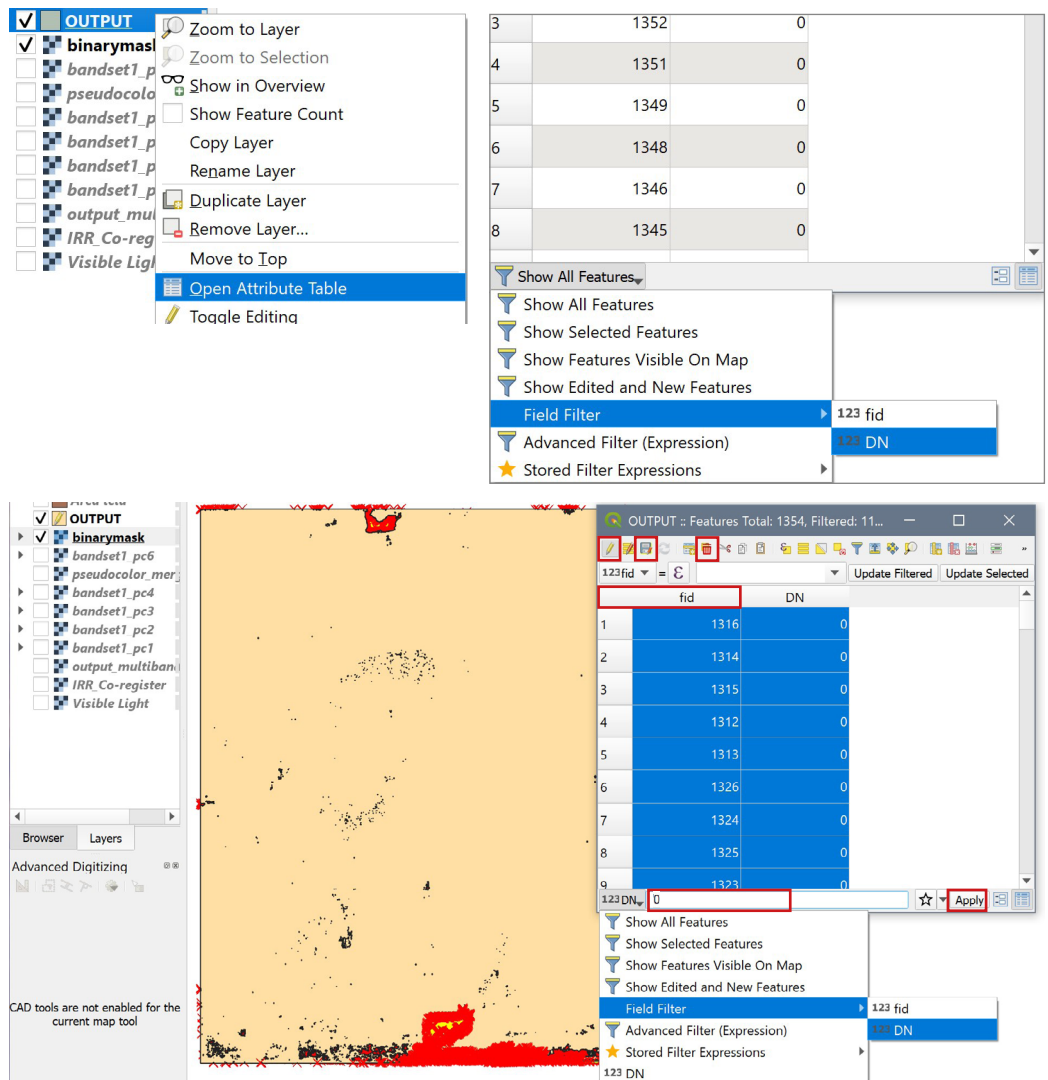 OUTPUT
binarymas
bandset1_p
pseudocolo
bandset1_p
bandset1_p
bandset1_p
bandset1_p
output_mul
IRR_Co-reg
Visible Ligh
Zoom to Layer
Zoom to Selection
Show in Overview
Show Feature Count
Copy Layer
Rename Layer
Duplicate Layer
Remove Layer...
Move to Top
Open Attribute Table
Toggle Editing
3 1352 0
4 1351 0
5 1349 0
6 1348 0
7 1346 0
8 1345 0
Show All Features
Show All Features
Show Selected Features
Show Features Visible On Map
Show Edited and New Features
Field Filter
Advanced Filter (Expression)
Stored Filter Expressions
123 fid
123 DN
OUTPUT
binarymask
bandset1_pc6
pseudocolor_mer
bandset1_pc4
bandset1_pc3
bandset1_pc2
bandset1_pc1
output_multiban
IRR_Co-register
Visible Light
Browser Layers
Advanced Digitizing
CAD tools are not enabled for the
current map tool
OUTPUT :: Features Total: 1354, Filtered: 11...
123 fid = ε Update Filtered Update Selected
fid DN
1 1316 0
2 1314 0
3 1315 0
4 1312 0
5 1313 0
6 1326 0
7 1324 0
8 1325 0
9 1323 0
123 DN 0 Apply
Show All Features
Show Selected Features
Show Features Visible On Map
Show Edited and New Features
Field Filter
Advanced Filter (Expression)
Stored Filter Expressions
123 DN
123 fid
123 DN